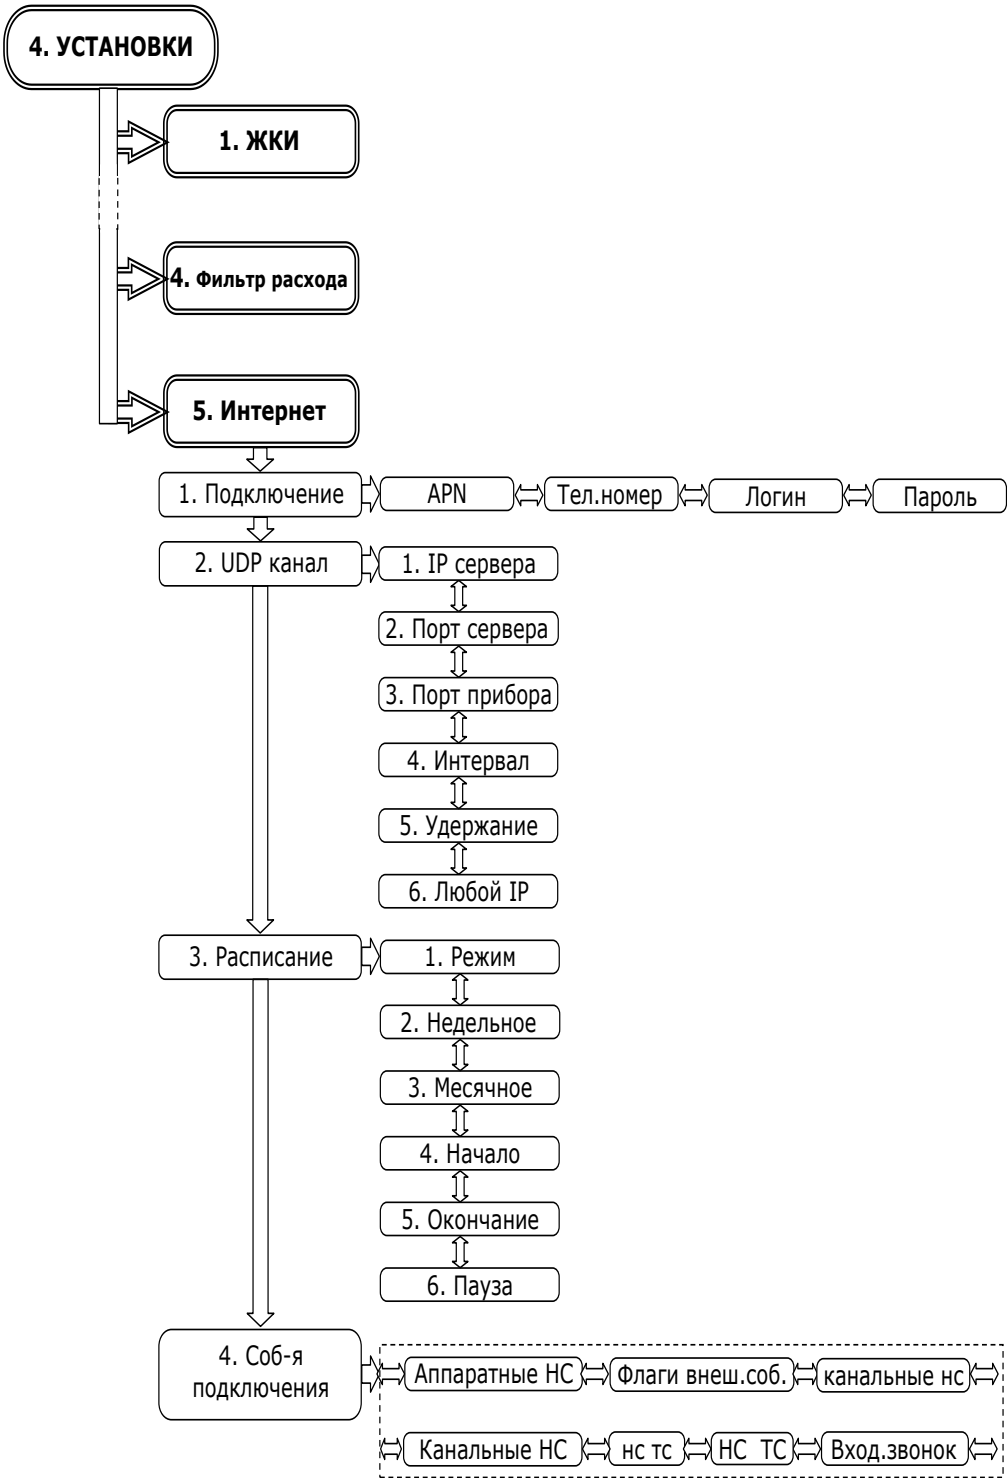 4. УСТАНОВКИ
1. ЖКИ
4. Фильтр расхода
5. Интернет
1. Подключение
APN
Тел.номер
Логин
Пароль
2. UDP канал
1. IP сервера
2. Порт сервера
3. Порт прибора
4. Интервал
5. Удержание
6. Любой IP
3. Расписание
1. Режим
2. Недельное
3. Месячное
4. Начало
5. Окончание
6. Пауза
4. Соб-я
подключения
Аппаратные НС
Флаги внеш.соб.
канальные нс
Канальные НС
нс тс
НС ТС
Вход.звонок